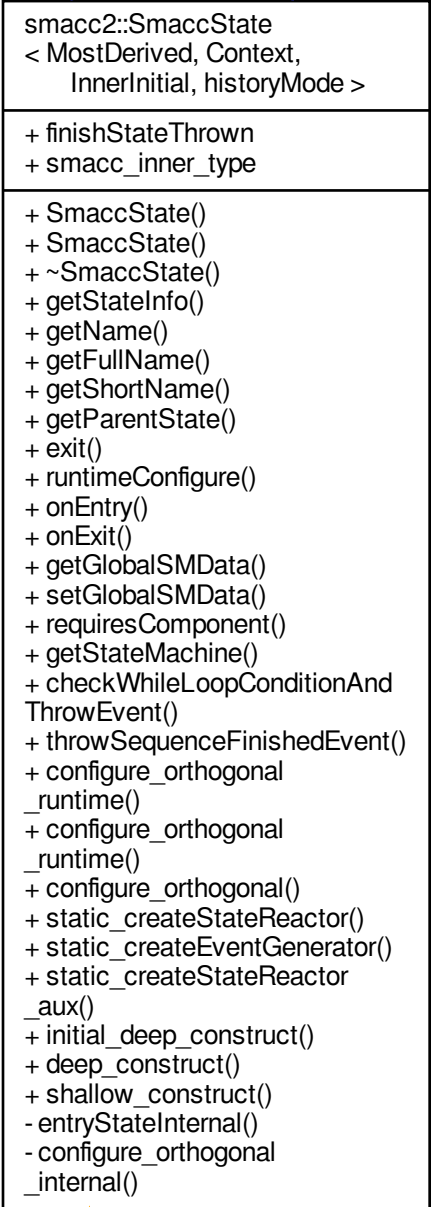 smacc2::SmaccState
< MostDerived, Context,
InnerInitial, historyMode >
+ finishStateThrown
+ smacc_inner_type
+ SmaccState()
+ SmaccState()
+ ~SmaccState()
+ getStateInfo()
+ getName()
+ getFullName()
+ getShortName()
+ getParentState()
+ exit()
+ runtimeConfigure()
+ onEntry()
+ onExit()
+ getGlobalSMData()
+ setGlobalSMData()
+ requiresComponent()
+ getStateMachine()
+ checkWhileLoopConditionAnd
ThrowEvent()
+ throwSequenceFinishedEvent()
+ configure_orthogonal
_runtime()
+ configure_orthogonal
_runtime()
+ configure_orthogonal()
+ static_createStateReactor()
+ static_createEventGenerator()
+ static_createStateReactor
_aux()
+ initial_deep_construct()
+ deep_construct()
+ shallow_construct()
- entryStateInternal()
- configure_orthogonal
_internal()